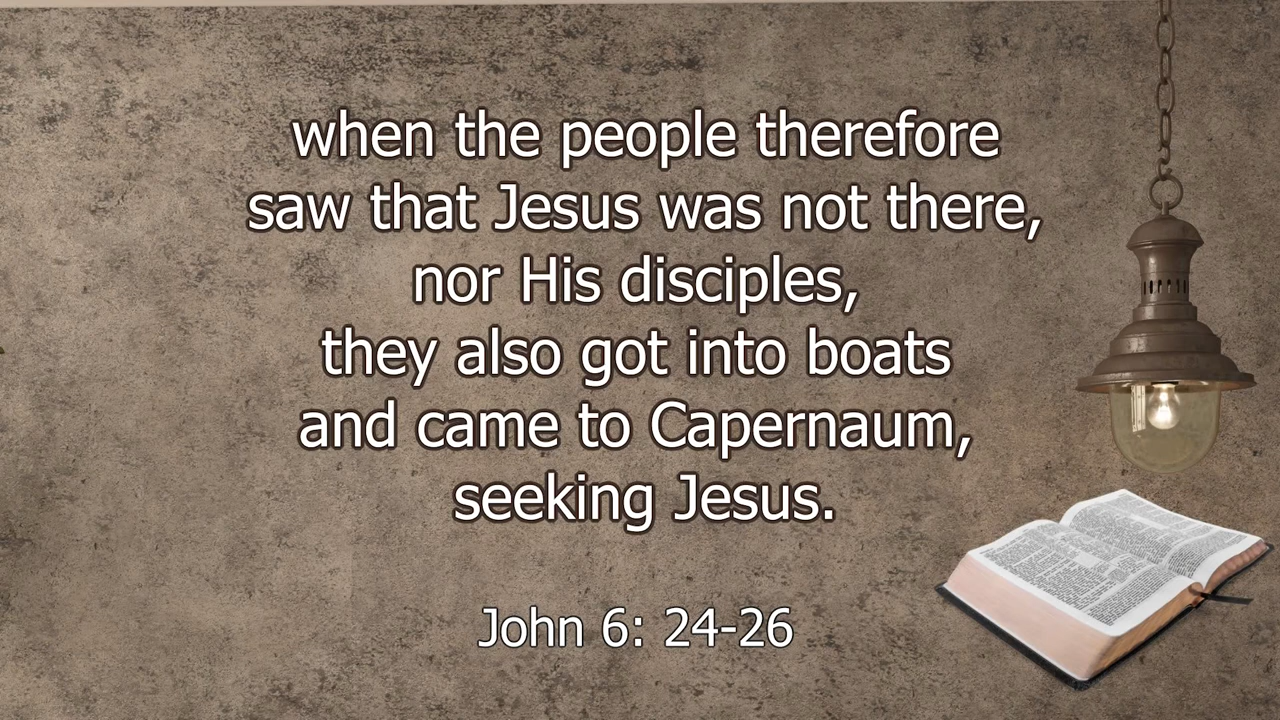 when the people therefore
saw that Jesus was not there,
nor His disciples,
they also got into boats
and came to Capernaum,
seeking Jesus.
John 6: 24-26